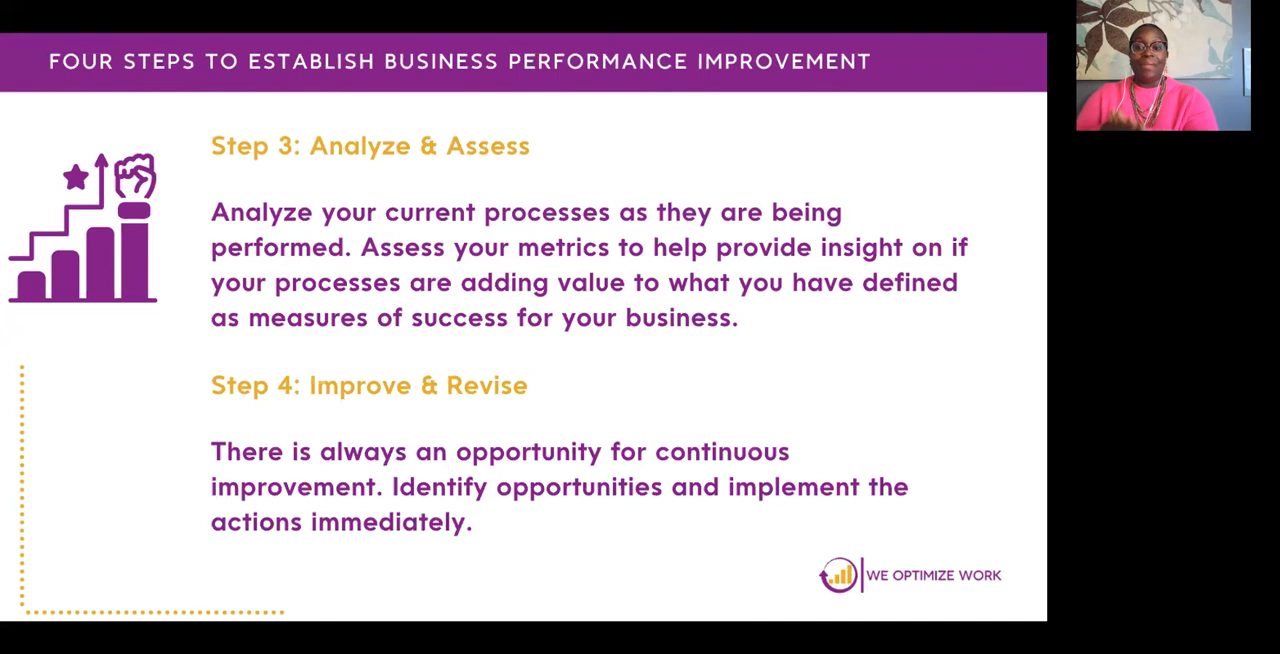 FOUR STEPS TO ESTABLISH BUSINESS PERFORMANCE IMPROVEMENT
Step 3: Analyze & Assess
Analyze your current processes as they are being
performed. Assess your metrics to help provide insight on if
your processes are adding value to what you have defined
as measures of success for your business.
Step 4: Improve & Revise
There is always an opportunity for continuous
improvement. Identify opportunities and implement the
actions immediately.
WE OPTIMIZE WORK